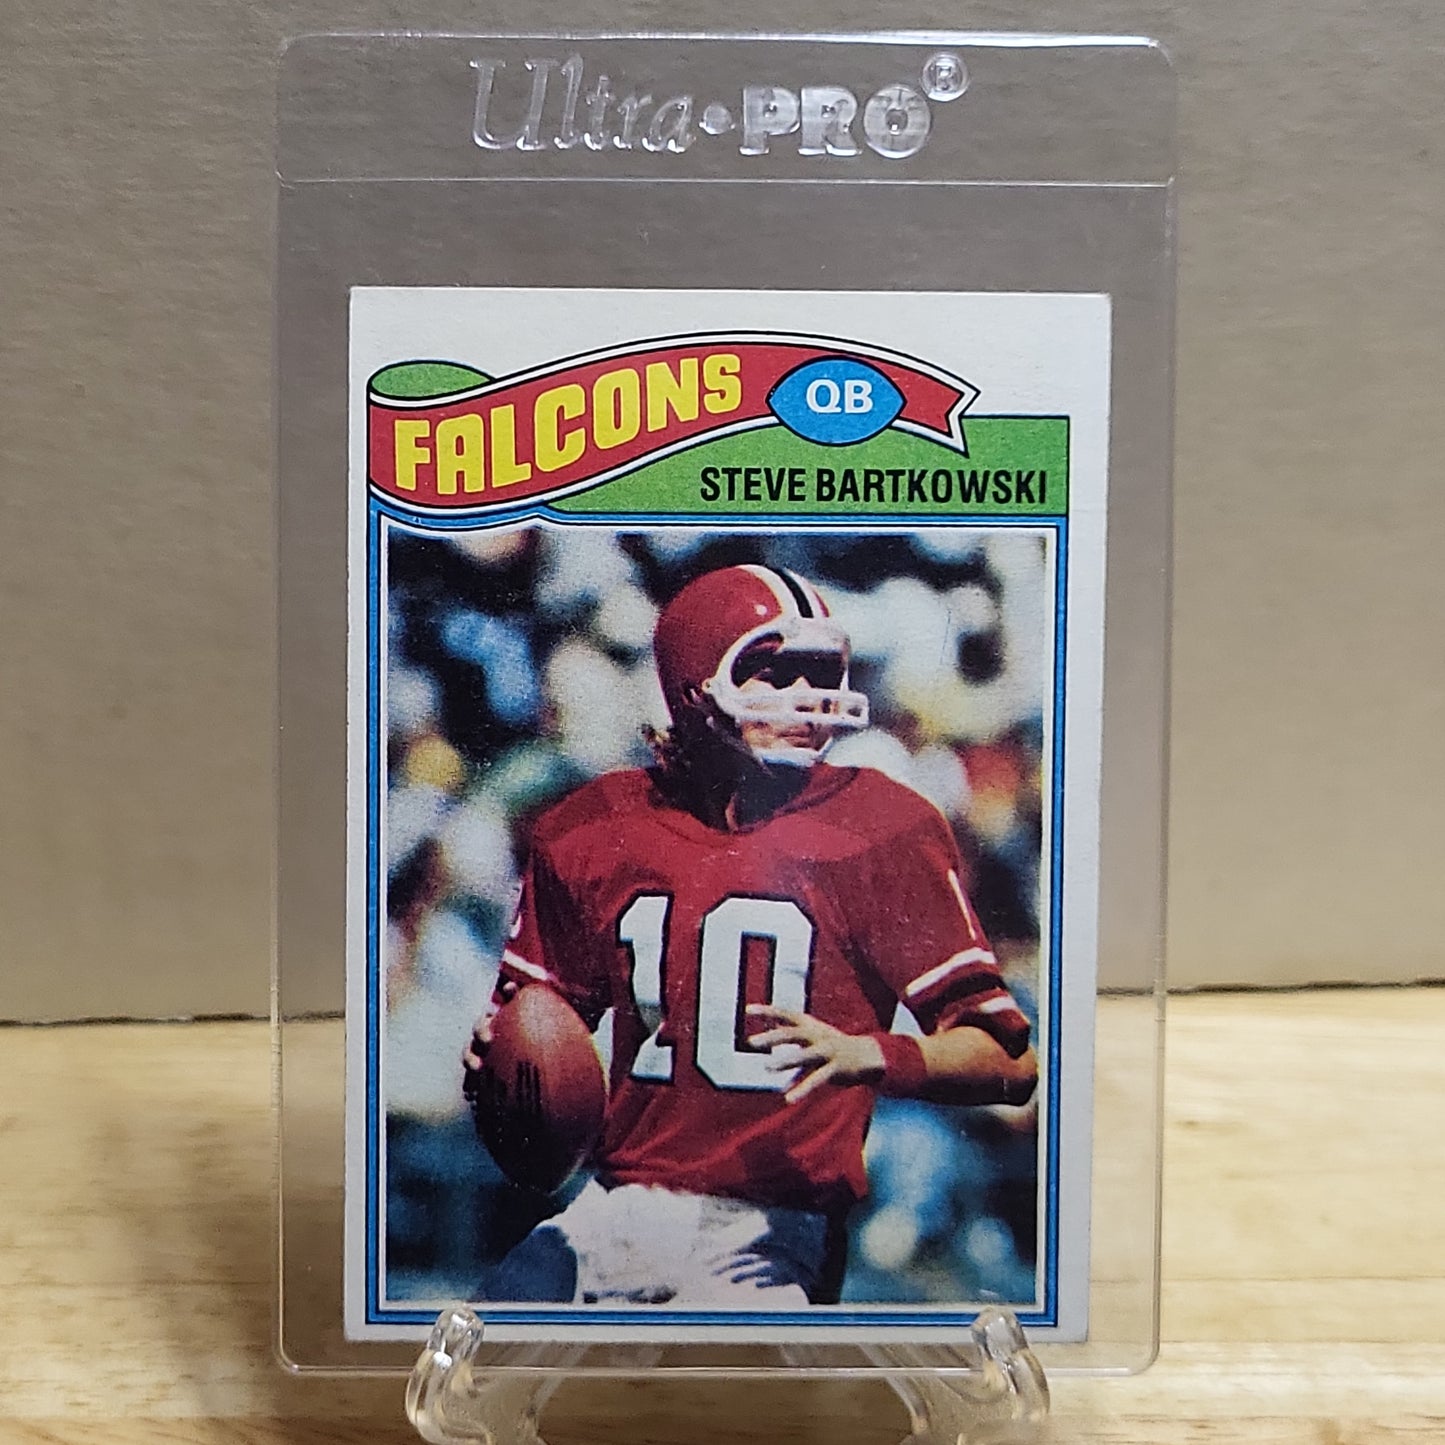 Ultra•PRO®
FALCONS QB
STEVE BARTKOWSKI
10